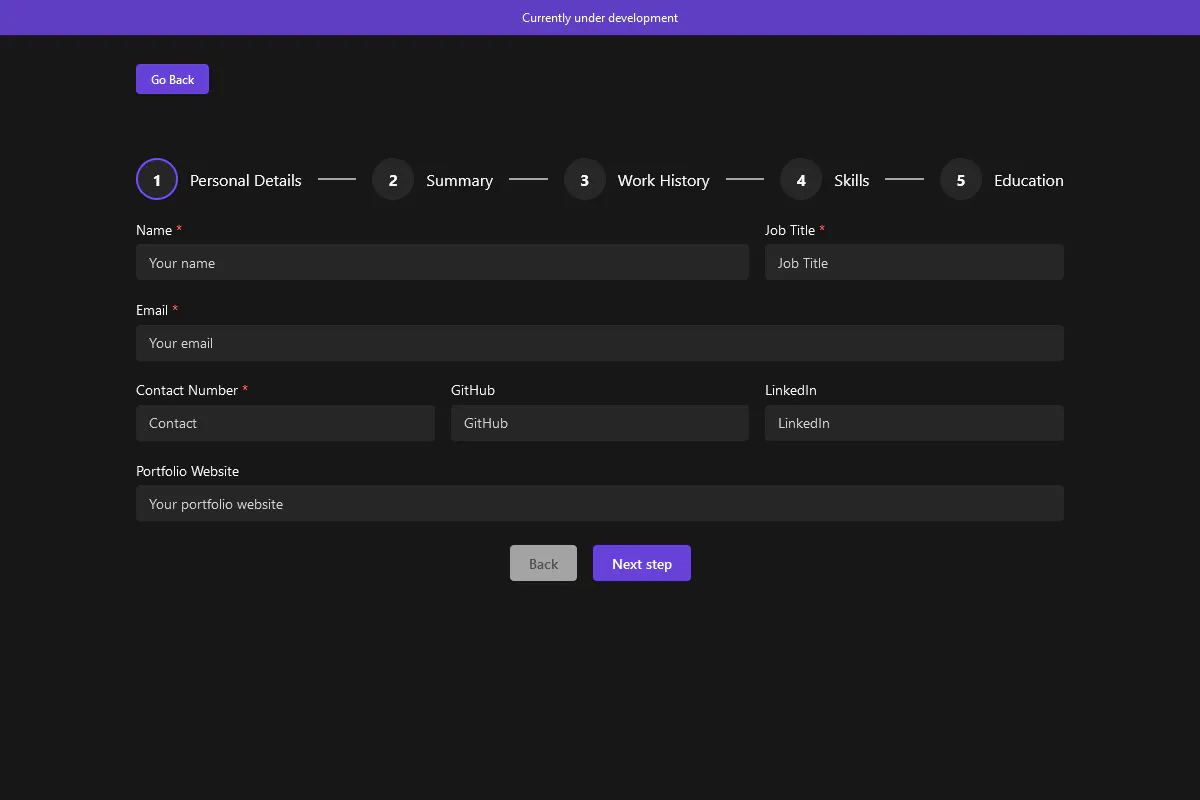 Currently under development
Go Back
1 Personal Details 2 Summary 3 Work History 4 Skills 5 Education
Name * Job Title *
Your name Job Title
Email *
Your email
Contact Number * GitHub LinkedIn
Contact GitHub LinkedIn
Portfolio Website
Your portfolio website
Back Next step